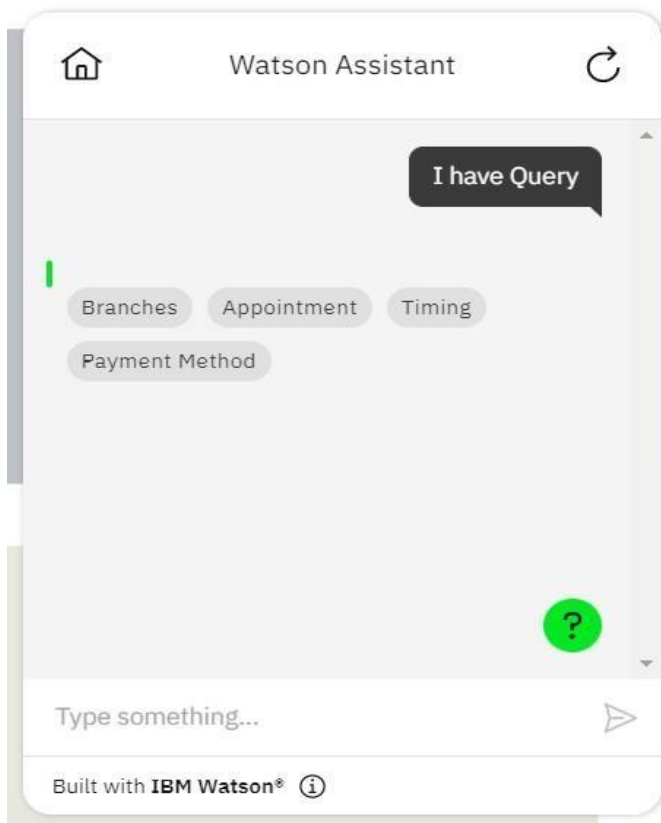 Watson Assistant
I have Query
Branches Appointment Timing
Payment Method
?
Type something...
Built with IBM Watson®